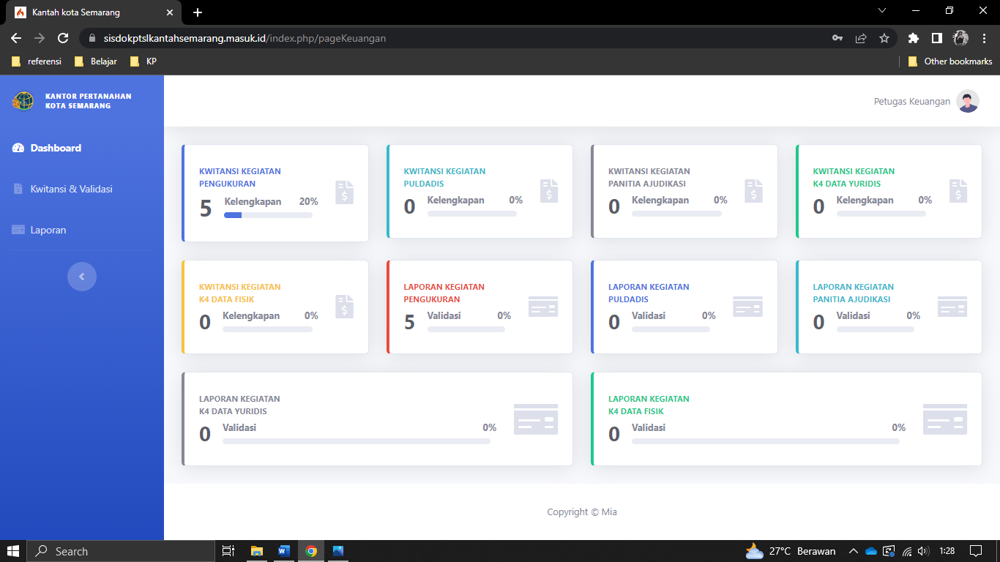 Kantah kota Semarang
sisdokptslkantahsemarang.masuk.id/index.php/pageKeuangan
referensi
Belajar
KP
Other bookmarks
KANTOR PERTANAHAN
KOTA SEMARANG
Petugas Keuangan
Dashboard
Kwitansi & Validasi
Laporan
KWITANSI KEGIATAN
PENGUKURAN
5
Kelengkapan 20%
KWITANSI KEGIATAN
PULDADIS
0
Kelengkapan 0%
KWITANSI KEGIATAN
PANITIA AJUDIKASI
0
Kelengkapan 0%
KWITANSI KEGIATAN
K4 DATA YURIDIS
0
Kelengkapan 0%
KWITANSI KEGIATAN
K4 DATA FISIK
0
Kelengkapan 0%
LAPORAN KEGIATAN
PENGUKURAN
5
Validasi 0%
LAPORAN KEGIATAN
PULDADIS
0
Validasi 0%
LAPORAN KEGIATAN
PANITIA AJUDIKASI
0
Validasi 0%
LAPORAN KEGIATAN
K4 DATA YURIDIS
0
Validasi 0%
LAPORAN KEGIATAN
K4 DATA FISIK
0
Validasi 0%
Copyright © Mia
Search
27°C Berawan
1:28